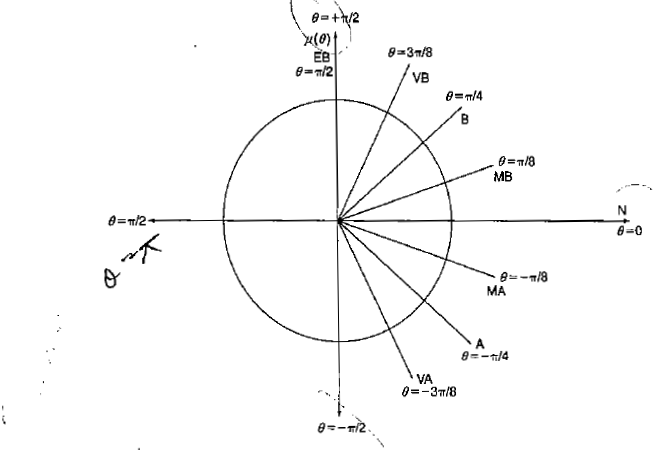 θ=+π/2
μ(θ)
EB
θ=π/2
θ=3π/8
VB
θ=π/4
B
θ=π/8
MB
θ=π/2
N
θ=0
θ=−π/8
MA
A
θ=−π/4
VA
θ=−3π/8
θ=−π/2